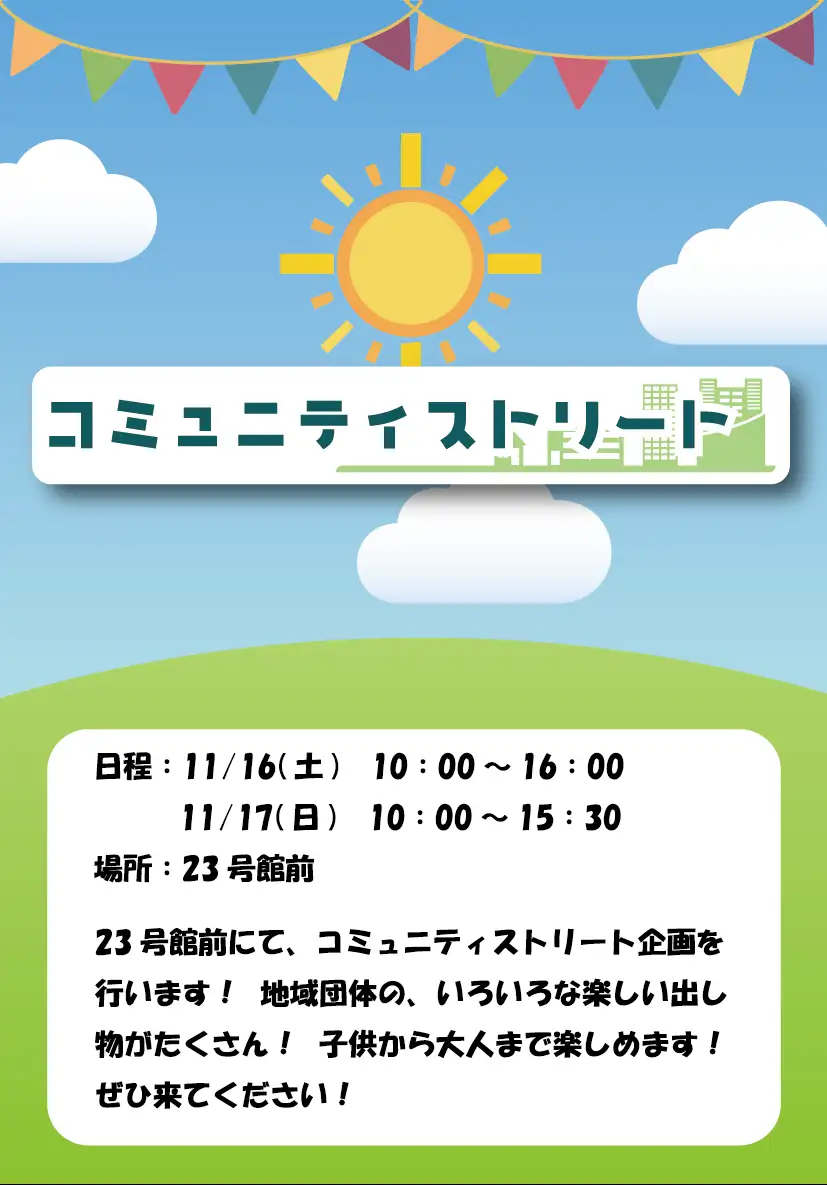 コミュニティストリート
日程：11/16(土) 10：00～16：00
11/17(日) 10：00～15：30
場所：23号館前
23号館前にて、コミュニティストリート企画を
行います！ 地域団体の、いろいろな楽しい出し
物がたくさん！ 子供から大人まで楽しめます！
ぜひ来てください！